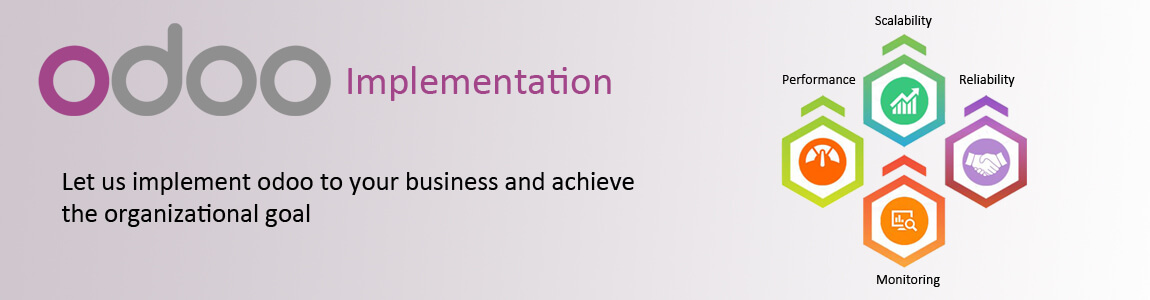 odoo Implementation
Let us implement odoo to your business and achieve
the organizational goal
Scalability
Performance
Reliability
Monitoring